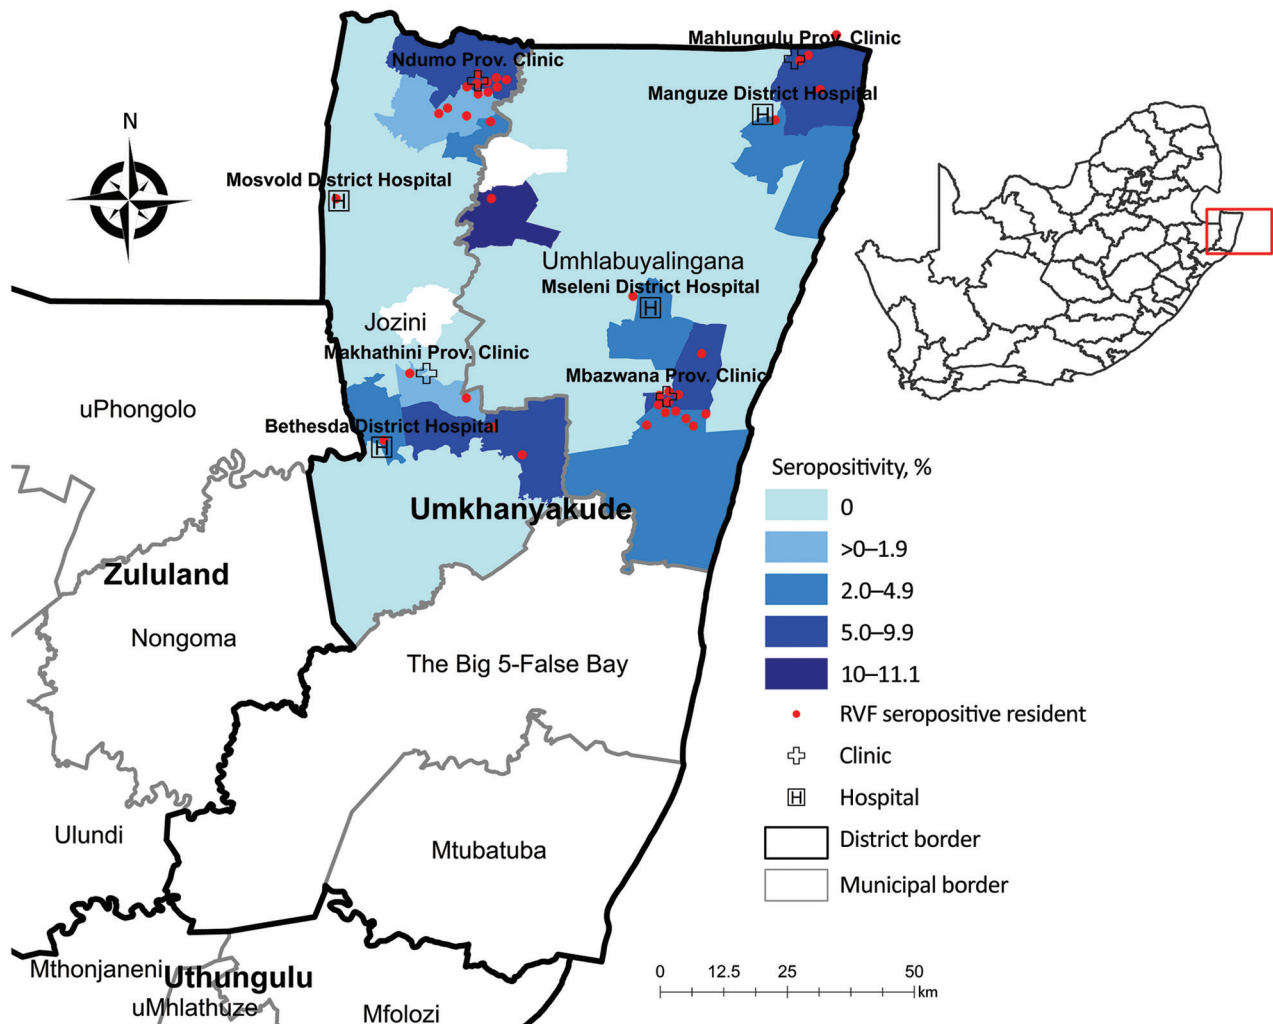 Mahlungulu Prov. Clinic
Ndumo Prov. Clinic
Manguze District Hospital
H
N
Mosvold District Hospital
H
Umhlabuyalingana
Mseleni District Hospital
H
Jozini
Makhathini Prov. Clinic
Mbazwana Prov. Clinic
uPhongolo
Bethesda District Hospital
H
Umkhanyakude
Zululand
Nongoma
The Big 5-False Bay
Ulundi
Mtubatuba
Mthonjaneni
Uthungulu
uMhlathuze
Mfolozi
Seropositivity, %
0
>0–1.9
2.0–4.9
5.0–9.9
10–11.1
RVF seropositive resident
Clinic
H Hospital
District border
Municipal border
0 12.5 25 50
km